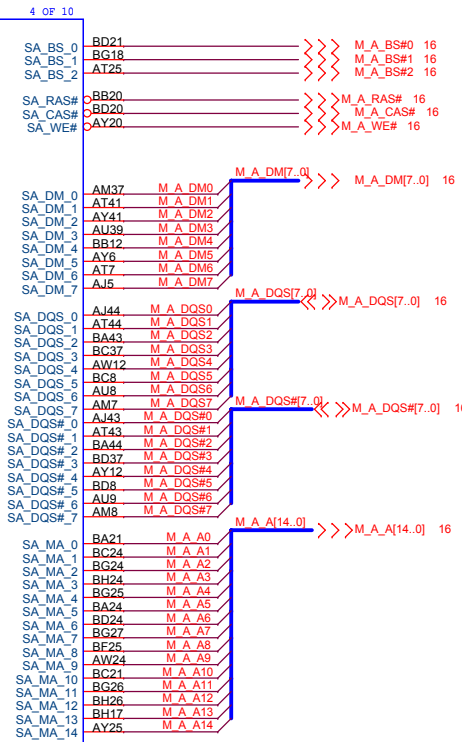 4 OF 10
SA_BS_0 BD21 M_A_BS#0 16
SA_BS_1 BG18 M_A_BS#1 16
SA_BS_2 AT25 M_A_BS#2 16
SA_RAS# BB20 M_A_RAS# 16
SA_CAS# BD20 M_A_CAS# 16
SA_WE# AY20 M_A_WE# 16
M_A_DM[7..0] M_A_DM[7..0] 16
SA_DM_0 AM37 M_A_DM0
SA_DM_1 AT41 M_A_DM1
SA_DM_2 AY41 M_A_DM2
SA_DM_3 AU39 M_A_DM3
SA_DM_4 BB12 M_A_DM4
SA_DM_5 AY6 M_A_DM5
SA_DM_6 AT7 M_A_DM6
SA_DM_7 AJ5 M_A_DM7
M_A_DQS[7..0] M_A_DQS[7..0] 16
SA_DQS_0 AJ44 M_A_DQS0
SA_DQS_1 AT44 M_A_DQS1
SA_DQS_2 BA43 M_A_DQS2
SA_DQS_3 BC37 M_A_DQS3
SA_DQS_4 AW12 M_A_DQS4
SA_DQS_5 BC8 M_A_DQS5
SA_DQS_6 AU8 M_A_DQS6
SA_DQS_7 AM7 M_A_DQS7
M_A_DQS#[7..0] M_A_DQS#[7..0]
SA_DQS#_0 AJ43 M_A_DQS#0
SA_DQS#_1 AT43 M_A_DQS#1
SA_DQS#_2 BA44 M_A_DQS#2
SA_DQS#_3 BD37 M_A_DQS#3
SA_DQS#_4 AY12 M_A_DQS#4
SA_DQS#_5 BD8 M_A_DQS#5
SA_DQS#_6 AU9 M_A_DQS#6
SA_DQS#_7 AM8 M_A_DQS#7
M_A_A[14..0] M_A_A[14..0] 16
SA_MA_0 BA21 M_A_A0
SA_MA_1 BC24 M_A_A1
SA_MA_2 BG24 M_A_A2
SA_MA_3 BH24 M_A_A3
SA_MA_4 BG25 M_A_A4
SA_MA_5 BA24 M_A_A5
SA_MA_6 BD24 M_A_A6
SA_MA_7 BG27 M_A_A7
SA_MA_8 BF25 M_A_A8
SA_MA_9 AW24 M_A_A9
SA_MA_10 BC21 M_A_A10
SA_MA_11 BG26 M_A_A11
SA_MA_12 BH26 M_A_A12
SA_MA_13 BH17 M_A_A13
SA_MA_14 AY25 M_A_A14